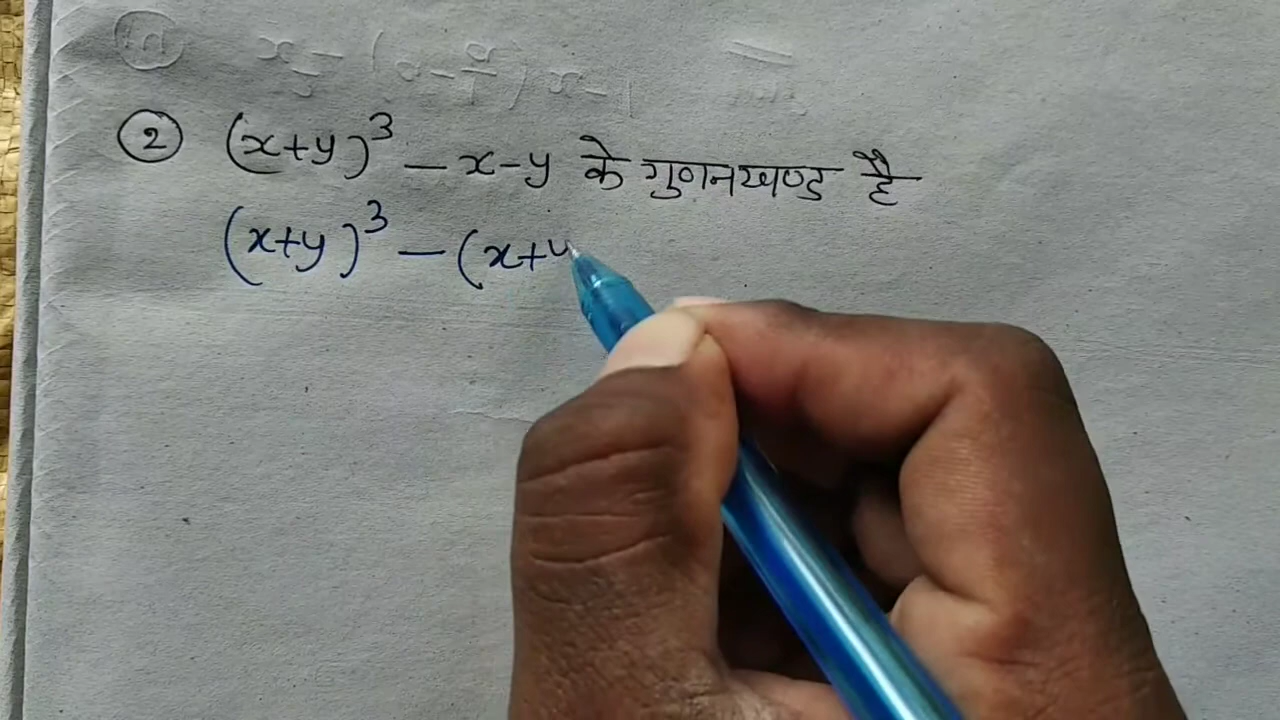 ② (x+y)³ – x–y के गुणनखण्ड है
(x+y)³ – (x+y